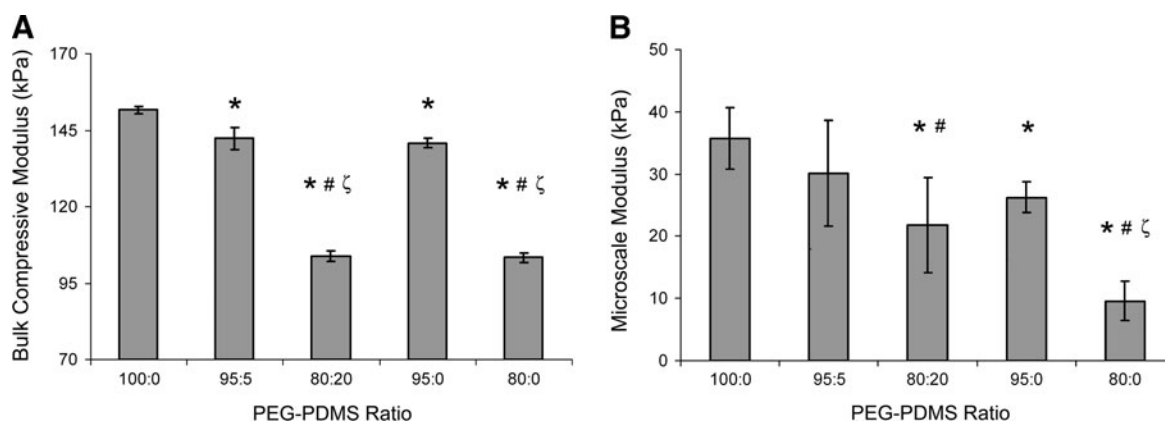 A
Bulk Compressive Modulus (kPa)
170
145
120
95
70
*
* # ζ
*
* # ζ
100:0 95:5 80:20 95:0 80:0
PEG-PDMS Ratio
B
Microscale Modulus (kPa)
50
40
30
20
10
0
* #
*
* # ζ
100:0 95:5 80:20 95:0 80:0
PEG-PDMS Ratio